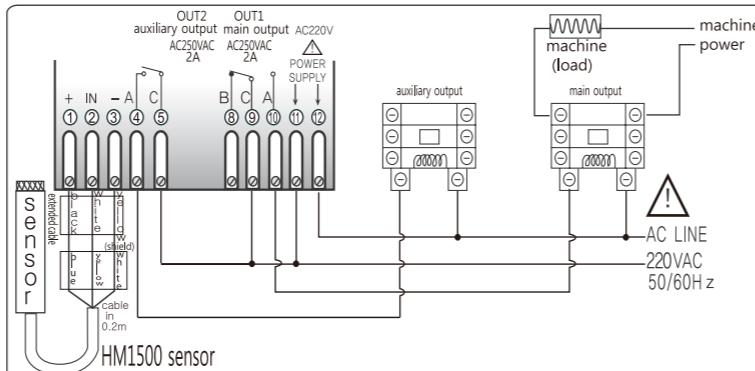 OUT2 OUT1
auxiliary output main output AC220V
AC250VAC AC250VAC
2A 2A
POWER
SUPPLY
+ IN − A C B C A
1 2 3 4 5 8 9 10 11 12
machine
(load)
machine
power
auxiliary output
main output
sensor
extended cable
black
white
yellow
(shield)
blue
yellow
white
cable
in
0.2m
HM1500 sensor
AC LINE
220VAC
50/60Hz